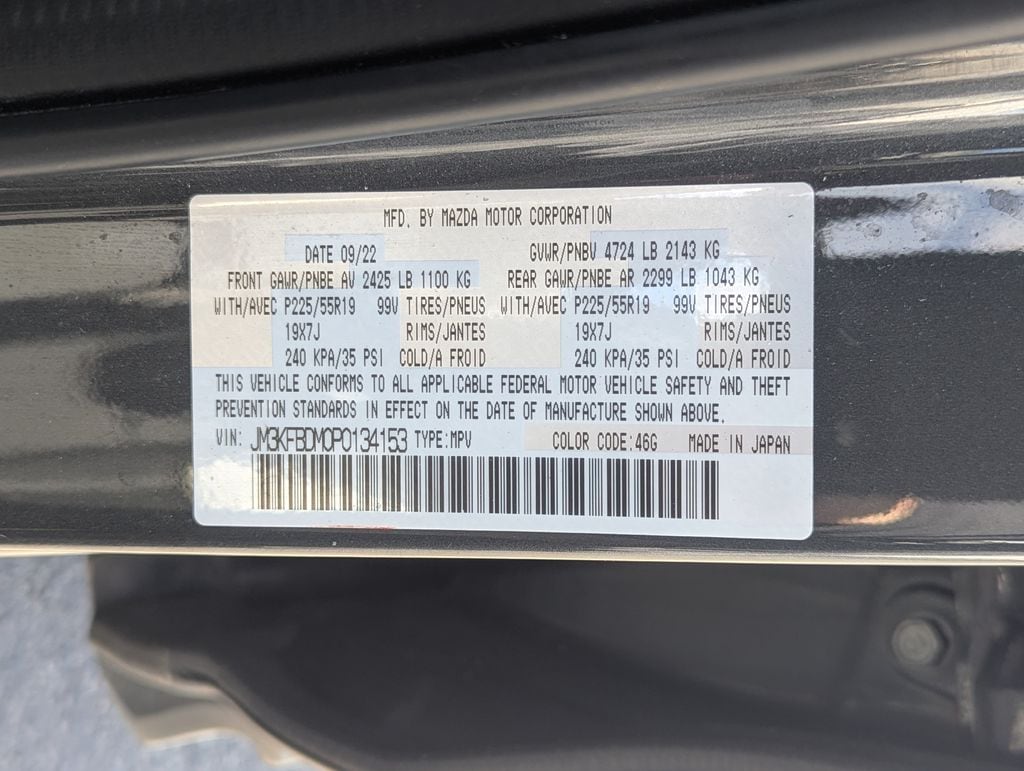 MFD. BY MAZDA MOTOR CORPORATION
DATE 09/22 GVWR/PNBV 4724 LB 2143 KG
FRONT GAWR/PNBE AV 2425 LB 1100 KG REAR GAWR/PNBE AR 2299 LB 1043 KG
WITH/AVEC P225/55R19 99V TIRES/PNEUS WITH/AVEC P225/55R19 99V TIRES/PNEUS
19X7J RIMS/JANTES 19X7J RIMS/JANTES
240 KPA/35 PSI COLD/A FROID 240 KPA/35 PSI COLD/A FROID
THIS VEHICLE CONFORMS TO ALL APPLICABLE FEDERAL MOTOR VEHICLE SAFETY AND THEFT
PREVENTION STANDARDS IN EFFECT ON THE DATE OF MANUFACTURE SHOWN ABOVE.
VIN: JM3KFBDM0P0134153 TYPE:MPV COLOR CODE:46G MADE IN JAPAN